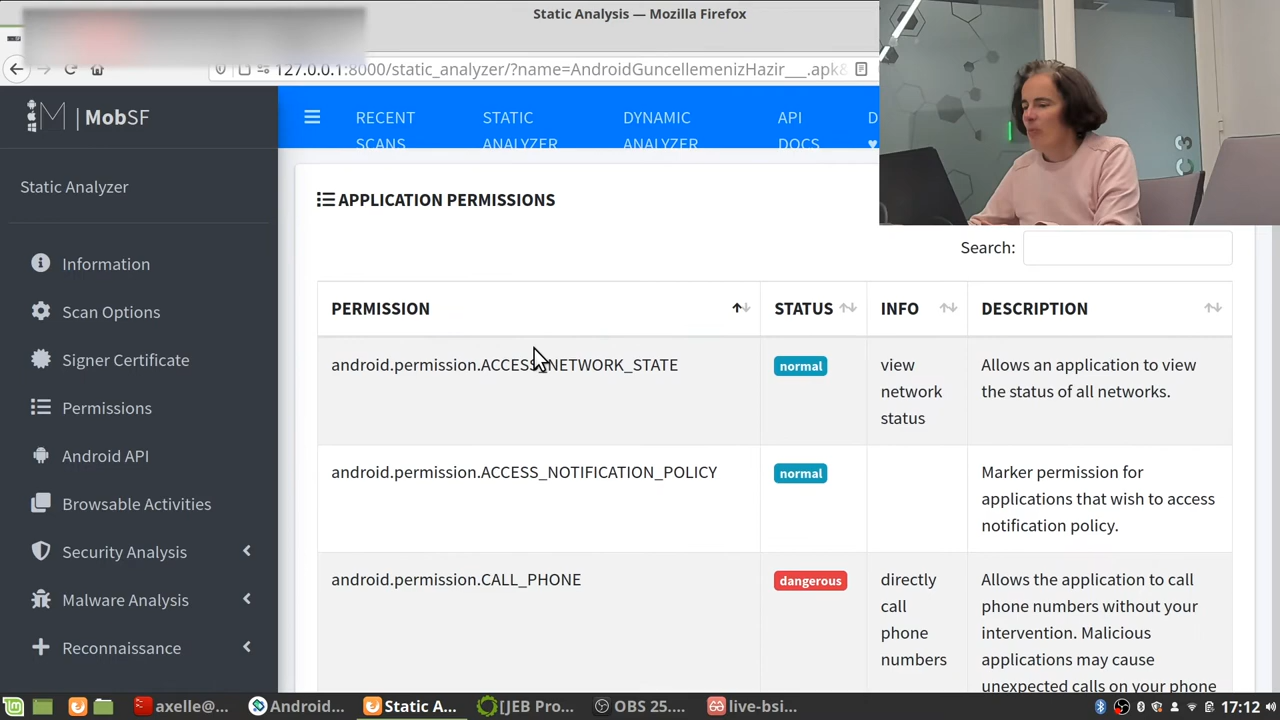 Static Analysis — Mozilla Firefox
127.0.0.1:8000/static_analyzer/?name=AndroidGuncellemenizHazir___.apk&
| MobSF
RECENT SCANS
STATIC ANALYZER
DYNAMIC ANALYZER
API DOCS
D
Static Analyzer
Information
Scan Options
Signer Certificate
Permissions
Android API
Browsable Activities
Security Analysis
Malware Analysis
Reconnaissance
APPLICATION PERMISSIONS
Search:
PERMISSION STATUS INFO DESCRIPTION
android.permission.ACCESS_NETWORK_STATE normal view Allows an application to view
network the status of all networks.
status
android.permission.ACCESS_NOTIFICATION_POLICY normal Marker permission for
applications that wish to access
notification policy.
android.permission.CALL_PHONE dangerous directly Allows the application to call
call phone numbers without your
phone intervention. Malicious
numbers applications may cause
unexpected calls on your phone
axelle@... Android... Static A... [JEB Pro... OBS 25.... live-bsi... 17:12